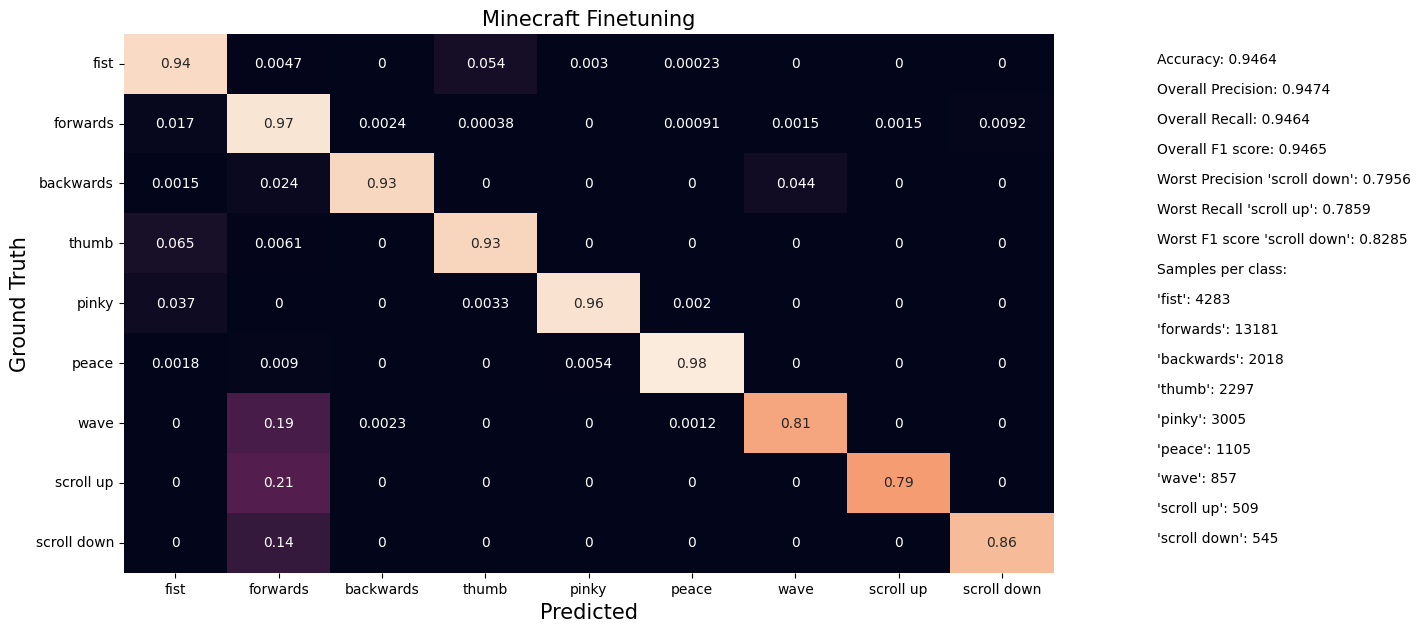 Minecraft Finetuning
fist 0.94 0.0047 0 0.054 0.003 0.00023 0 0 0
forwards 0.017 0.97 0.0024 0.00038 0 0.00091 0.0015 0.0015 0.0092
backwards 0.0015 0.024 0.93 0 0 0 0.044 0 0
thumb 0.065 0.0061 0 0.93 0 0 0 0 0
pinky 0.037 0 0 0.0033 0.96 0.002 0 0 0
peace 0.0018 0.009 0 0 0.0054 0.98 0 0 0
wave 0 0.19 0.0023 0 0 0.0012 0.81 0 0
scroll up 0 0.21 0 0 0 0 0 0.79 0
scroll down 0 0.14 0 0 0 0 0 0 0.86
fist forwards backwards thumb pinky peace wave scroll up scroll down
Ground Truth
Predicted
Accuracy: 0.9464
Overall Precision: 0.9474
Overall Recall: 0.9464
Overall F1 score: 0.9465
Worst Precision 'scroll down': 0.7956
Worst Recall 'scroll up': 0.7859
Worst F1 score 'scroll down': 0.8285
Samples per class:
'fist': 4283
'forwards': 13181
'backwards': 2018
'thumb': 2297
'pinky': 3005
'peace': 1105
'wave': 857
'scroll up': 509
'scroll down': 545